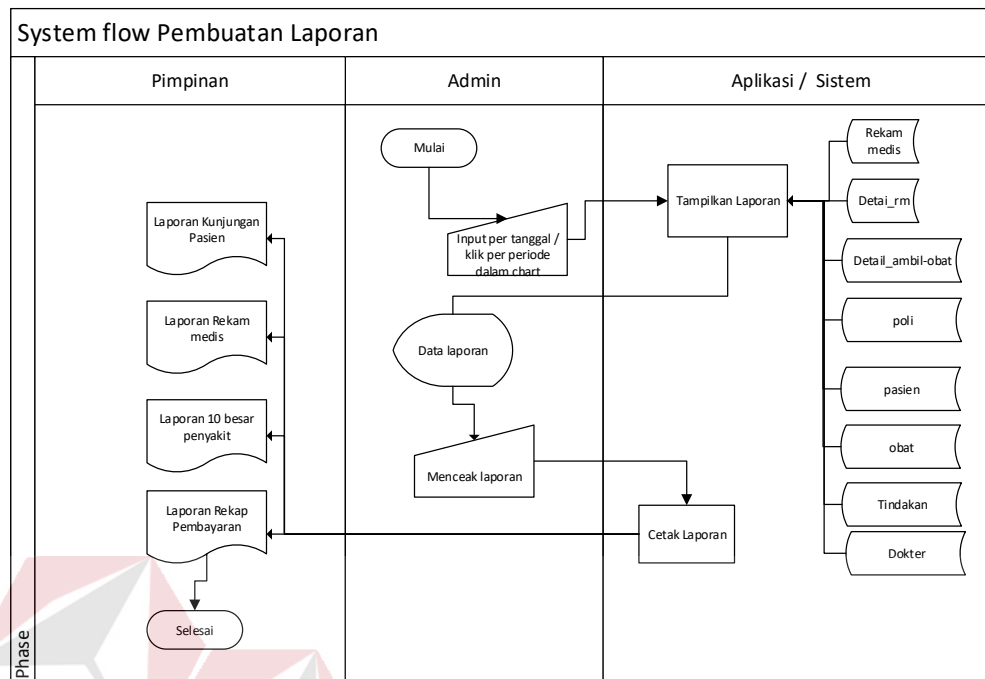 System flow Pembuatan Laporan
Pimpinan
Admin
Aplikasi / Sistem
Phase
Mulai
Input per tanggal /
klik per periode
dalam chart
Tampilkan Laporan
Rekam
medis
Detai_rm
Detail_ambil-obat
poli
pasien
obat
Tindakan
Dokter
Data laporan
Menceak laporan
Cetak Laporan
Laporan Kunjungan
Pasien
Laporan Rekam
medis
Laporan 10 besar
penyakit
Laporan Rekap
Pembayaran
Selesai